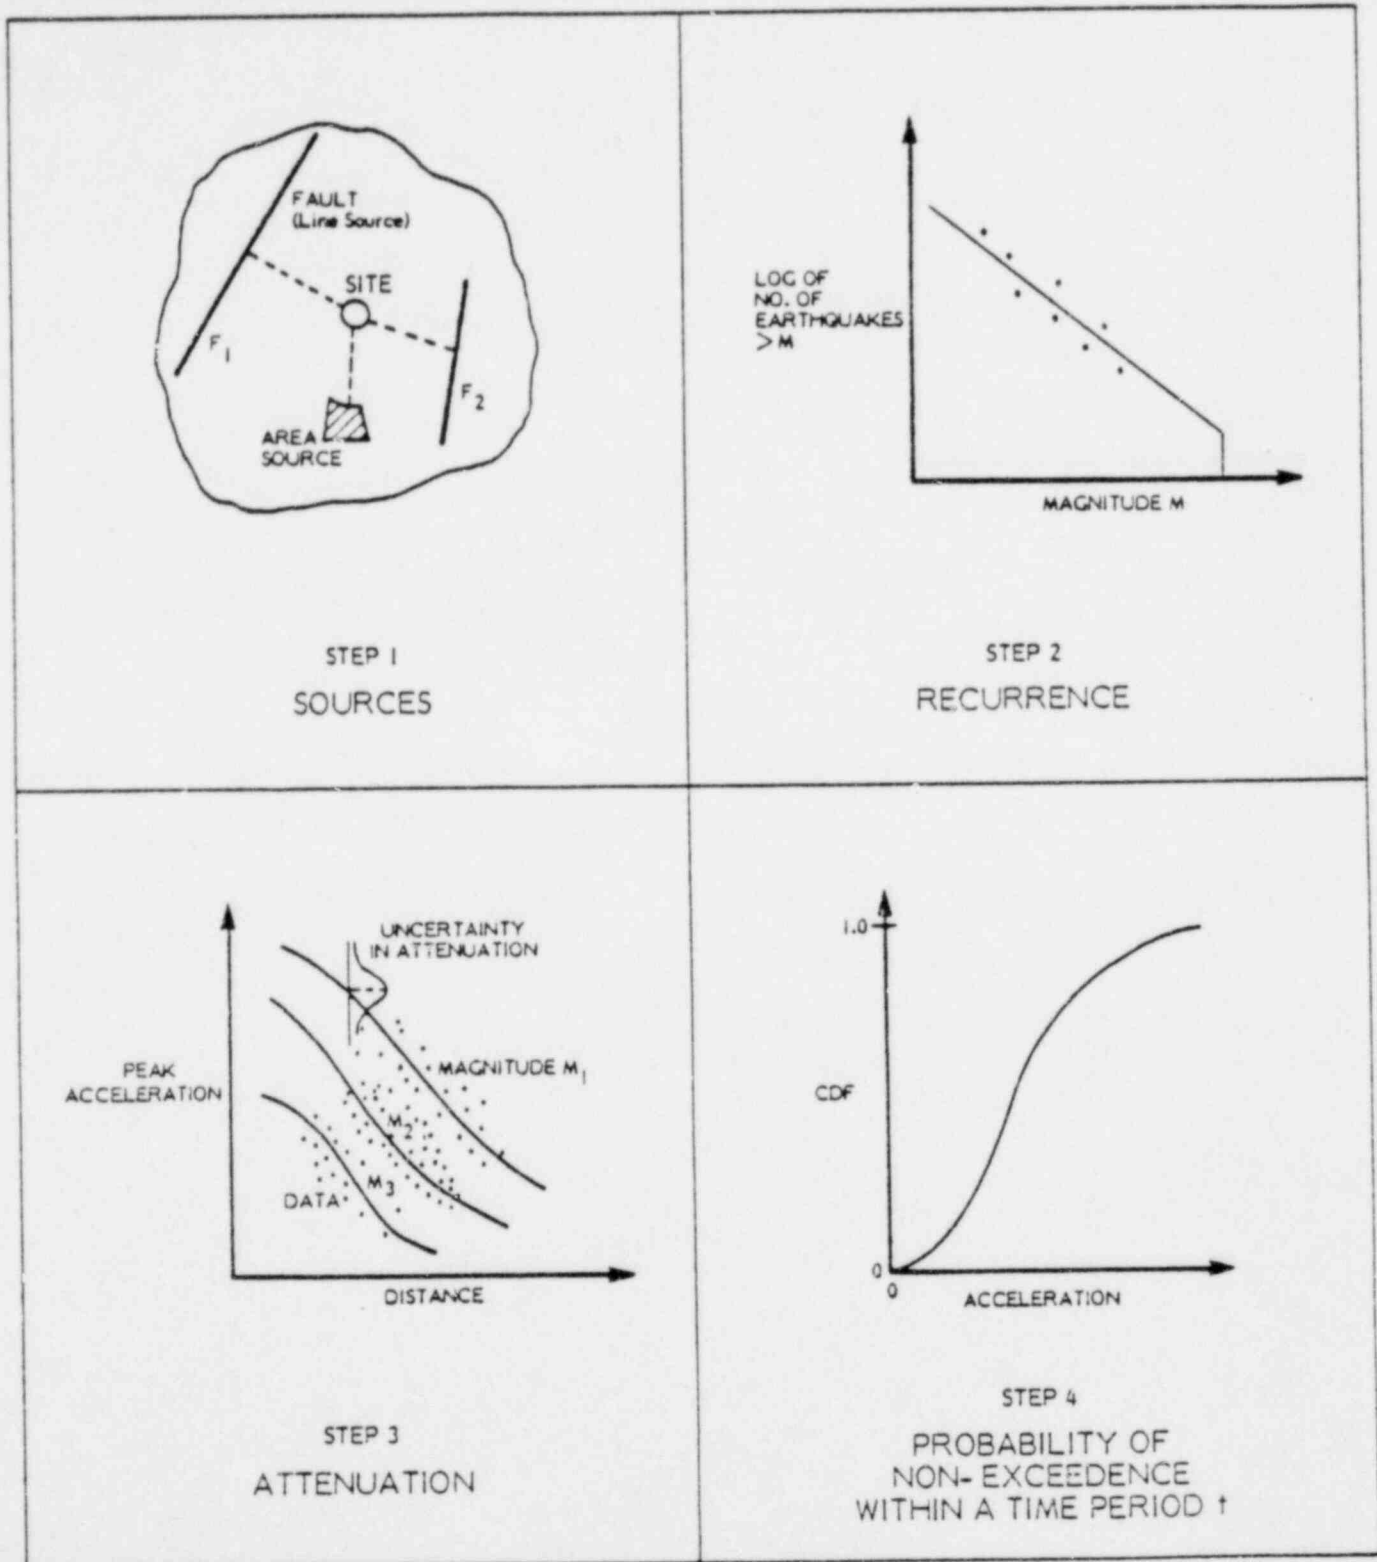 FAULT
(Line Source)
SITE
F1
F2
AREA
SOURCE
STEP 1
SOURCES
LOG OF
NO. OF
EARTHQUAKES
>M
MAGNITUDE M
STEP 2
RECURRENCE
UNCERTAINTY
IN ATTENUATION
PEAK
ACCELERATION
MAGNITUDE M1
M2
M3
DATA
DISTANCE
STEP 3
ATTENUATION
1.0
CDF
0
0
ACCELERATION
STEP 4
PROBABILITY OF
NON-EXCEEDENCE
WITHIN A TIME PERIOD t